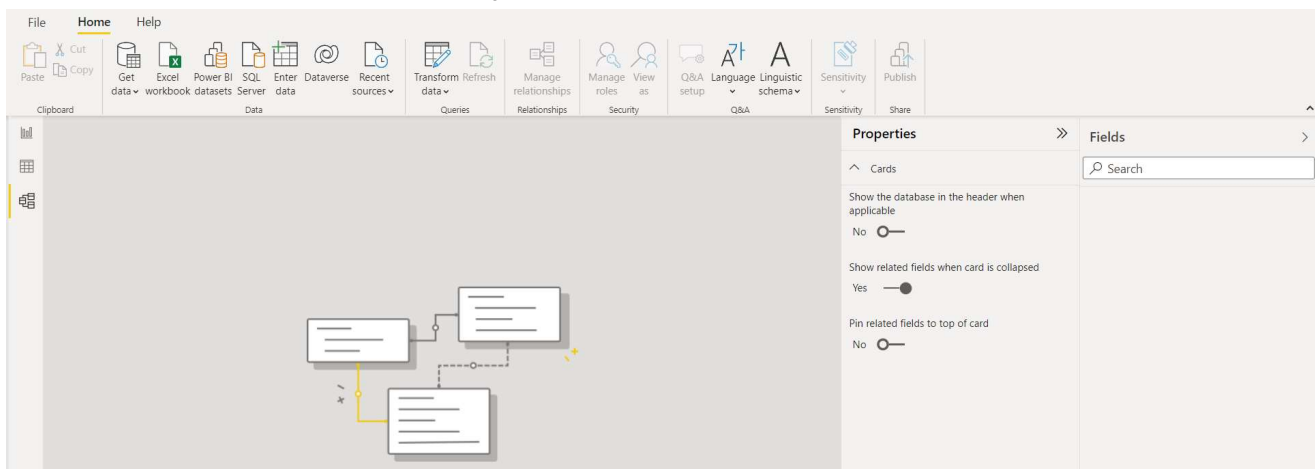 File Home Help
Paste
Cut
Copy
Clipboard
Get data
Excel workbook
Power BI datasets
SQL Server
Enter data
Dataverse
Recent sources
Data
Transform data
Refresh
Queries
Manage relationships
Relationships
Manage roles
View as
Security
Q&A setup
Language
Linguistic schema
Q&A
Sensitivity
Sensitivity
Publish
Share
Properties
Cards
Show the database in the header when
applicable
No
Show related fields when card is collapsed
Yes
Pin related fields to top of card
No
Fields
Search